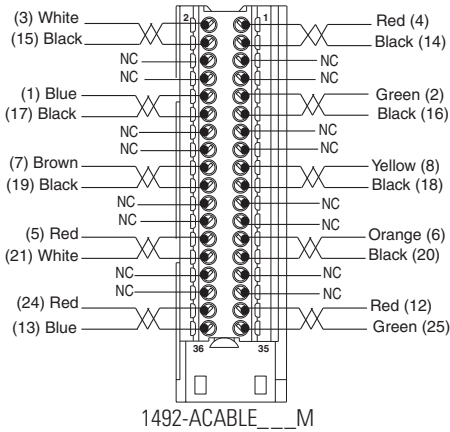 (3) White 2 1 Red (4)
(15) Black Black (14)
NC NC
NC NC
(1) Blue Green (2)
(17) Black Black (16)
NC NC
NC NC
(7) Brown Yellow (8)
(19) Black Black (18)
NC NC
NC NC
(5) Red Orange (6)
(21) White Black (20)
NC NC
NC NC
(24) Red Red (12)
(13) Blue Green (25)
36 35
1492-ACABLE___M